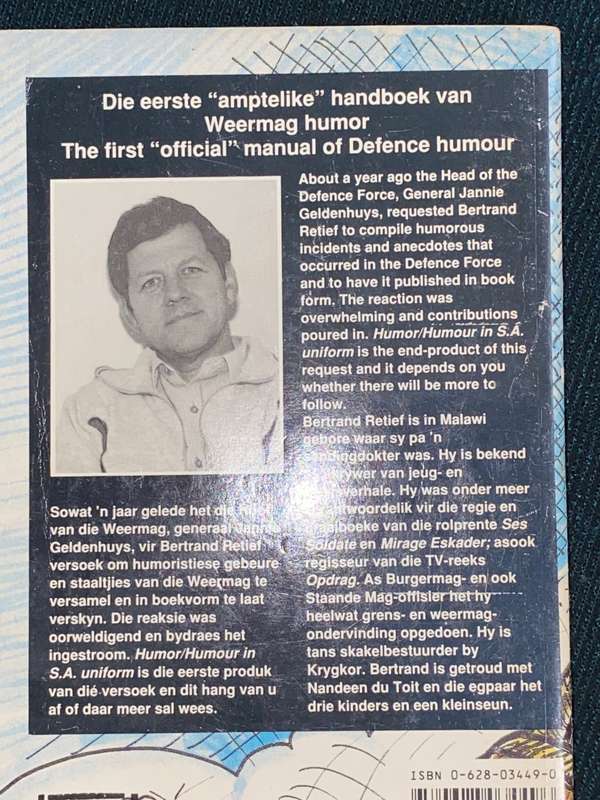 Die eerste “amptelike” handboek van
Weermag humor
The first “official” manual of Defence humour
Sowat ’n jaar gelede het die
van die Weermag, generaal Jannie
Geldenhuys, vir Bertrand Retief
versoek om humoristiese gebeure
en staaltjies van die Weermag te
versamel en in boekvorm te laat
verskyn. Die reaksie was
oorweldigend en bydraes het
ingestroom. Humor/Humour in
S.A. uniform is die eerste produk
van dié versoek en dit hang van u
af of daar meer sal wees.
About a year ago the Head of the
Defence Force, General Jannie
Geldenhuys, requested Bertrand
Retief to compile humorous
incidents and anecdotes that
occurred in the Defence Force
and to have it published in book
form. The reaction was
overwhelming and contributions
poured in. Humor/Humour in S.A.
uniform is the end-product of this
request and it depends on you
whether there will be more to
follow.
Bertrand Retief is in Malawi
gebore waar sy pa ’n
was. Hy is bekend
van jeug- en
Hy was onder meer
vir die regie en
van die rolprente Ses
Soldate en Mirage Eskader; asook
regisseur van die TV-reeks
Opdrag. As Burgermag- en ook
Staande Mag-offisier het hy
heelwat grens- en weermag-
ondervinding opgedoen. Hy is
tans skakelbestuurder by
Krygkor. Bertrand is getroud met
Nandeen du Toit en die egpaar het
drie kinders en een kleinseun.
ISBN 0-628-03449-0